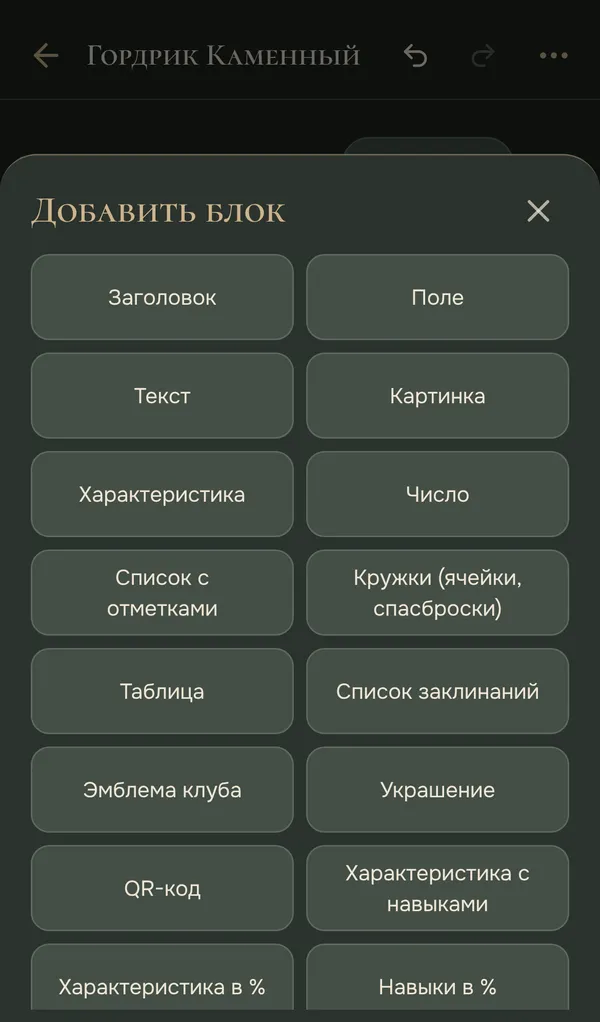 Гордрик Каменный
Добавить блок
Заголовок
Поле
Текст
Картинка
Характеристика
Число
Список с
отметками
Кружки (ячейки,
спасброски)
Таблица
Список заклинаний
Эмблема клуба
Украшение
QR-код
Характеристика с
навыками
Характеристика в %
Навыки в %